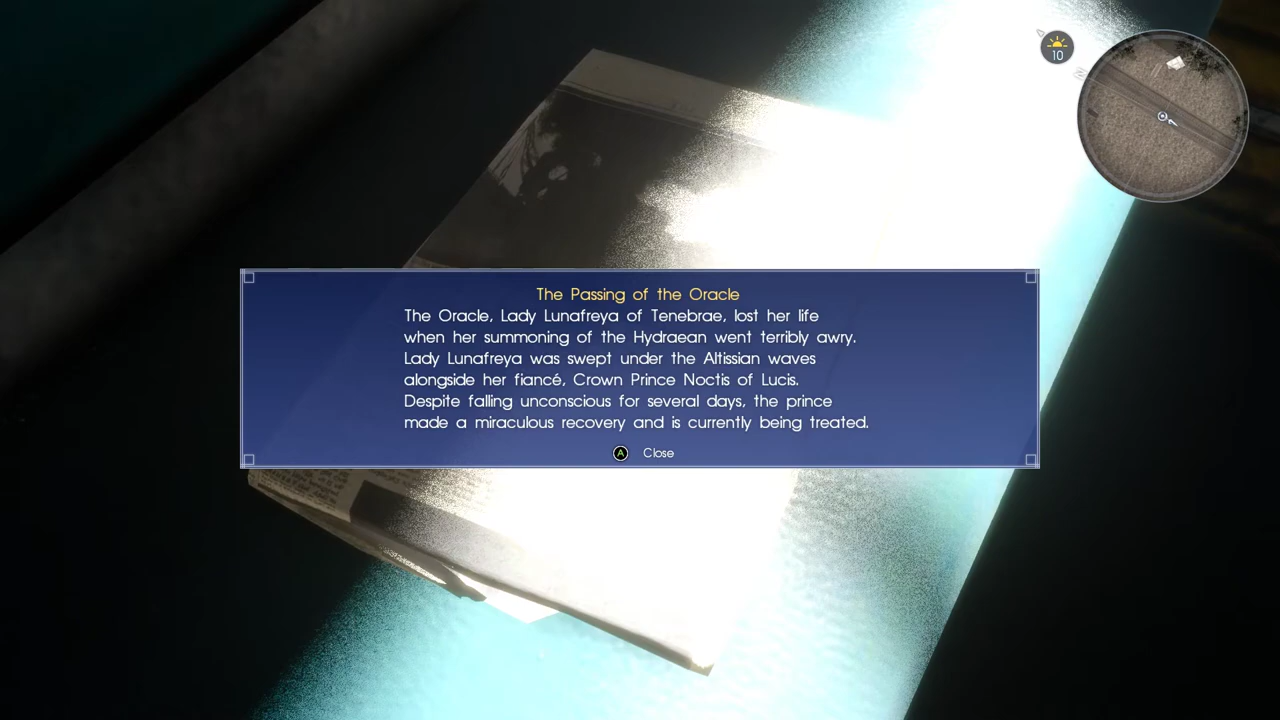 10
The Passing of the Oracle
The Oracle, Lady Lunafreya of Tenebrae, lost her life
when her summoning of the Hydraean went terribly awry.
Lady Lunafreya was swept under the Altissian waves
alongside her fiancé, Crown Prince Noctis of Lucis.
Despite falling unconscious for several days, the prince
made a miraculous recovery and is currently being treated.
A Close